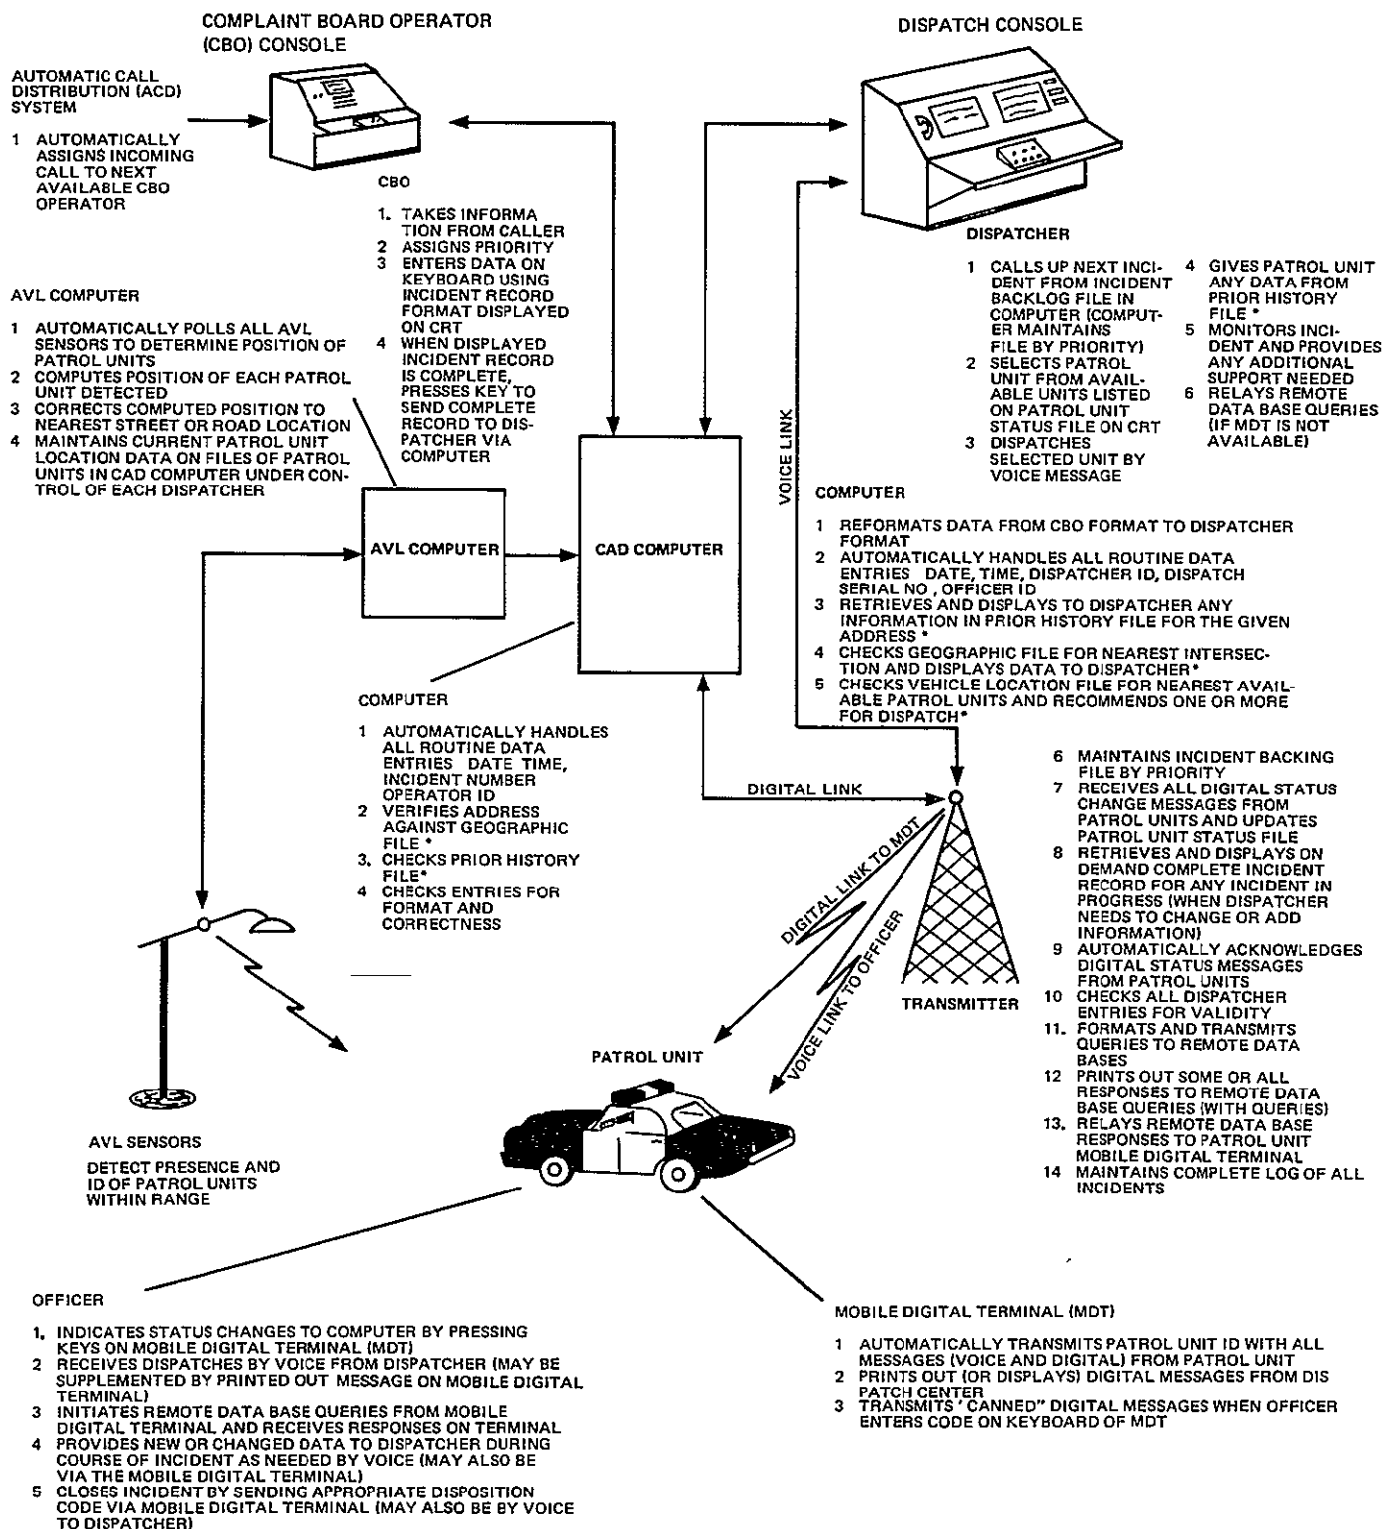 COMPLAINT BOARD OPERATOR
(CBO) CONSOLE
DISPATCH CONSOLE
AUTOMATIC CALL
DISTRIBUTION (ACD)
SYSTEM
1 AUTOMATICALLY
ASSIGNS INCOMING
CALL TO NEXT
AVAILABLE CBO
OPERATOR
CBO
1. TAKES INFORMA
TION FROM CALLER
2 ASSIGNS PRIORITY
3 ENTERS DATA ON
KEYBOARD USING
INCIDENT RECORD
FORMAT DISPLAYED
ON CRT
4 WHEN DISPLAYED
INCIDENT RECORD
IS COMPLETE,
PRESSES KEY TO
SEND COMPLETE
RECORD TO DIS-
PATCHER VIA
COMPUTER
DISPATCHER
1 CALLS UP NEXT INCI-
DENT FROM INCIDENT
BACKLOG FILE IN
COMPUTER (COMPUT-
ER MAINTAINS
FILE BY PRIORITY)
2 SELECTS PATROL
UNIT FROM AVAIL-
ABLE UNITS LISTED
ON PATROL UNIT
STATUS FILE ON CRT
3 DISPATCHES
SELECTED UNIT BY
VOICE MESSAGE
4 GIVES PATROL UNIT
ANY DATA FROM
PRIOR HISTORY
FILE *
5 MONITORS INCI-
DENT AND PROVIDES
ANY ADDITIONAL
SUPPORT NEEDED
6 RELAYS REMOTE
DATA BASE QUERIES
(IF MDT IS NOT
AVAILABLE)
AVL COMPUTER
1 AUTOMATICALLY POLLS ALL AVL
SENSORS TO DETERMINE POSITION OF
PATROL UNITS
2 COMPUTES POSITION OF EACH PATROL
UNIT DETECTED
3 CORRECTS COMPUTED POSITION TO
NEAREST STREET OR ROAD LOCATION
4 MAINTAINS CURRENT PATROL UNIT
LOCATION DATA ON FILES OF PATROL
UNITS IN CAD COMPUTER UNDER CON-
TROL OF EACH DISPATCHER
VOICE LINK
AVL COMPUTER
CAD COMPUTER
COMPUTER
1 REFORMATS DATA FROM CBO FORMAT TO DISPATCHER
FORMAT
2 AUTOMATICALLY HANDLES ALL ROUTINE DATA
ENTRIES DATE, TIME, DISPATCHER ID, DISPATCH
SERIAL NO , OFFICER ID
3 RETRIEVES AND DISPLAYS TO DISPATCHER ANY
INFORMATION IN PRIOR HISTORY FILE FOR THE GIVEN
ADDRESS *
4 CHECKS GEOGRAPHIC FILE FOR NEAREST INTERSEC-
TION AND DISPLAYS DATA TO DISPATCHER*
5 CHECKS VEHICLE LOCATION FILE FOR NEAREST AVAIL-
ABLE PATROL UNITS AND RECOMMENDS ONE OR MORE
FOR DISPATCH*
6 MAINTAINS INCIDENT BACKING
FILE BY PRIORITY
7 RECEIVES ALL DIGITAL STATUS
CHANGE MESSAGES FROM
PATROL UNITS AND UPDATES
PATROL UNIT STATUS FILE
8 RETRIEVES AND DISPLAYS ON
DEMAND COMPLETE INCIDENT
RECORD FOR ANY INCIDENT IN
PROGRESS (WHEN DISPATCHER
NEEDS TO CHANGE OR ADD
INFORMATION)
9 AUTOMATICALLY ACKNOWLEDGES
DIGITAL STATUS MESSAGES
FROM PATROL UNITS
10 CHECKS ALL DISPATCHER
ENTRIES FOR VALIDITY
11. FORMATS AND TRANSMITS
QUERIES TO REMOTE DATA
BASES
12 PRINTS OUT SOME OR ALL
RESPONSES TO REMOTE DATA
BASE QUERIES (WITH QUERIES)
13. RELAYS REMOTE DATA BASE
RESPONSES TO PATROL UNIT
MOBILE DIGITAL TERMINAL
14 MAINTAINS COMPLETE LOG OF ALL
INCIDENTS
COMPUTER
1 AUTOMATICALLY HANDLES
ALL ROUTINE DATA
ENTRIES DATE TIME,
INCIDENT NUMBER
OPERATOR ID
2 VERIFIES ADDRESS
AGAINST GEOGRAPHIC
FILE *
3. CHECKS PRIOR HISTORY
FILE*
4 CHECKS ENTRIES FOR
FORMAT AND
CORRECTNESS
DIGITAL LINK
DIGITAL LINK TO MDT
VOICE LINK TO OFFICER
TRANSMITTER
PATROL UNIT
AVL SENSORS
DETECT PRESENCE AND
ID OF PATROL UNITS
WITHIN RANGE
OFFICER
1. INDICATES STATUS CHANGES TO COMPUTER BY PRESSING
KEYS ON MOBILE DIGITAL TERMINAL (MDT)
2 RECEIVES DISPATCHES BY VOICE FROM DISPATCHER (MAY BE
SUPPLEMENTED BY PRINTED OUT MESSAGE ON MOBILE DIGITAL
TERMINAL)
3 INITIATES REMOTE DATA BASE QUERIES FROM MOBILE
DIGITAL TERMINAL AND RECEIVES RESPONSES ON TERMINAL
4 PROVIDES NEW OR CHANGED DATA TO DISPATCHER DURING
COURSE OF INCIDENT AS NEEDED BY VOICE (MAY ALSO BE
VIA THE MOBILE DIGITAL TERMINAL)
5 CLOSES INCIDENT BY SENDING APPROPRIATE DISPOSITION
CODE VIA MOBILE DIGITAL TERMINAL (MAY ALSO BE BY VOICE
TO DISPATCHER)
MOBILE DIGITAL TERMINAL (MDT)
1 AUTOMATICALLY TRANSMITS PATROL UNIT ID WITH ALL
MESSAGES (VOICE AND DIGITAL) FROM PATROL UNIT
2 PRINTS OUT (OR DISPLAYS) DIGITAL MESSAGES FROM DIS
PATCH CENTER
3 TRANSMITS 'CANNED" DIGITAL MESSAGES WHEN OFFICER
ENTERS CODE ON KEYBOARD OF MDT